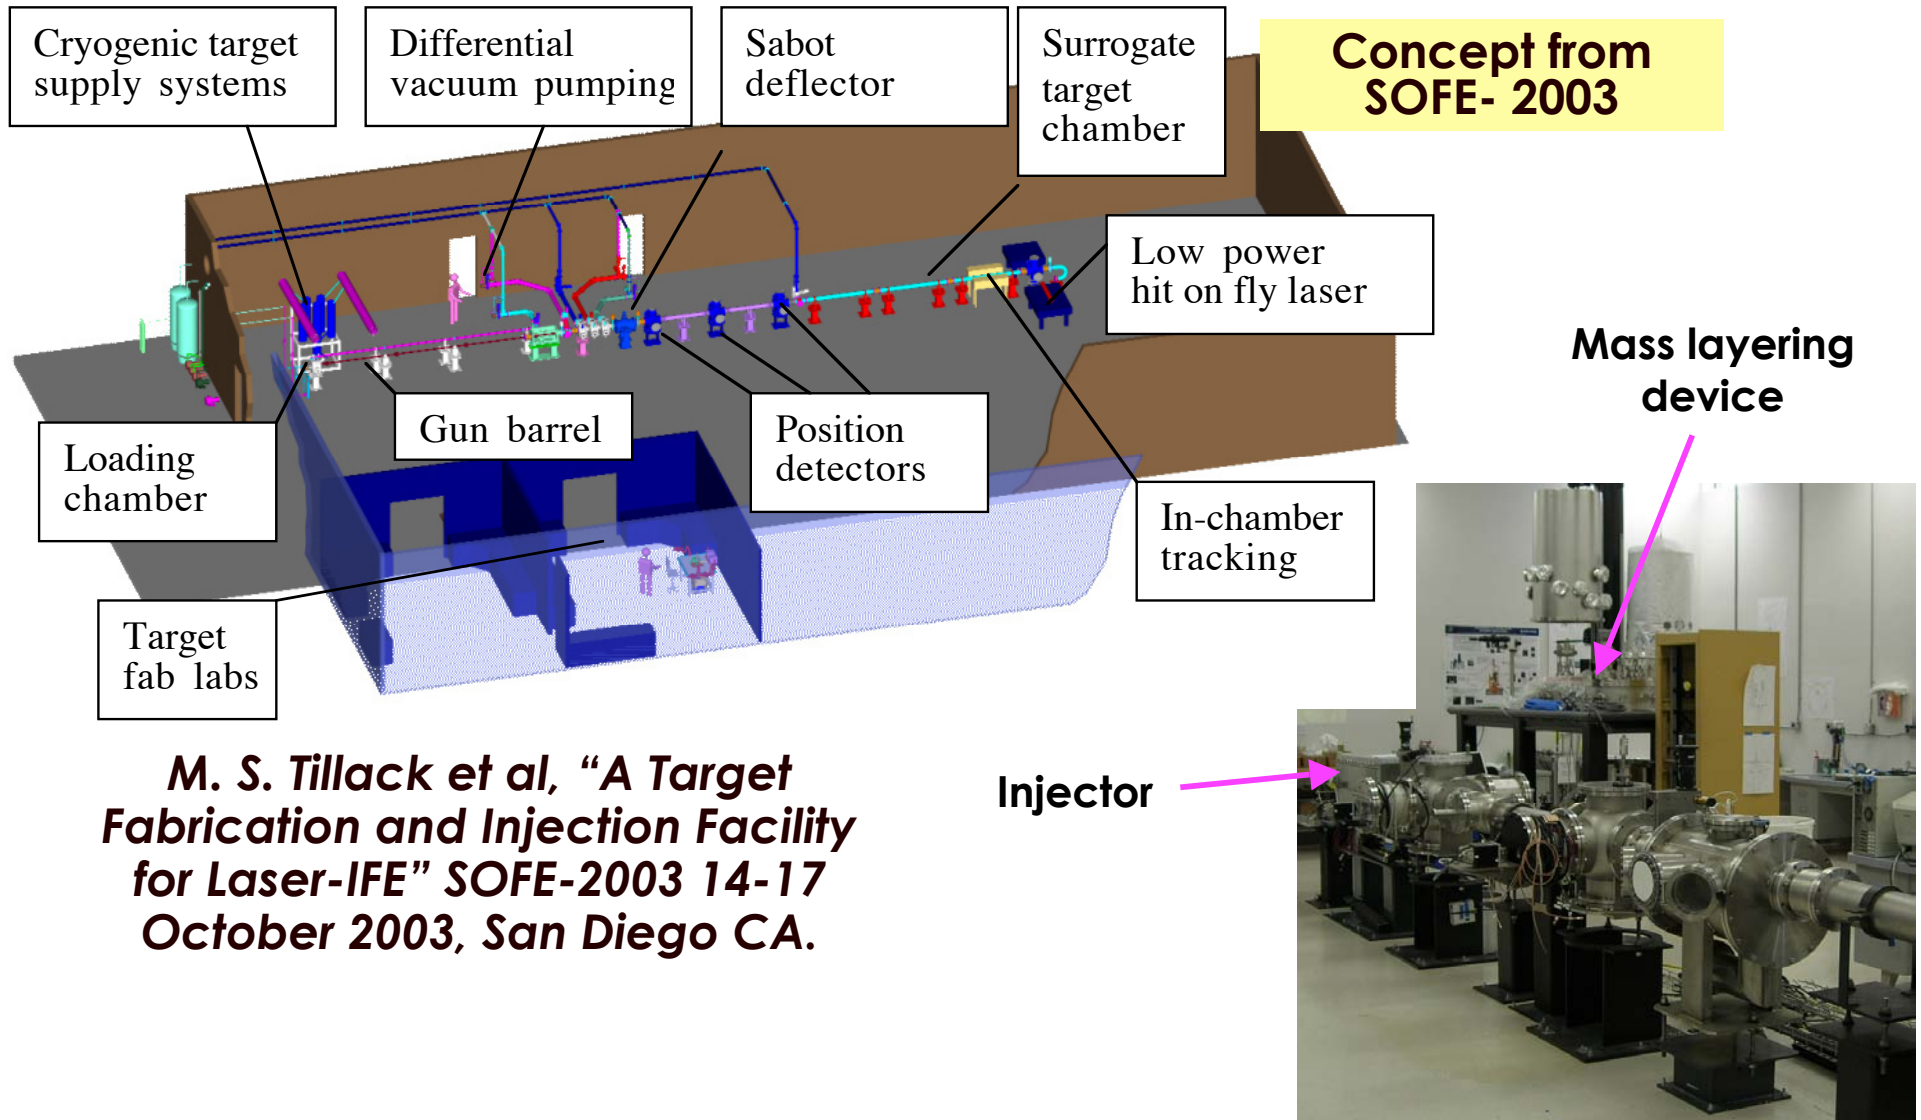 Cryogenic target
supply systems
Differential
vacuum pumping
Sabot
deflector
Surrogate
target
chamber
Concept from
SOFE- 2003
Low power
hit on fly laser
Mass layering
device
Loading
chamber
Gun barrel
Position
detectors
In-chamber
tracking
Target
fab labs
Injector
M. S. Tillack et al, “A Target
Fabrication and Injection Facility
for Laser-IFE” SOFE-2003 14-17
October 2003, San Diego CA.